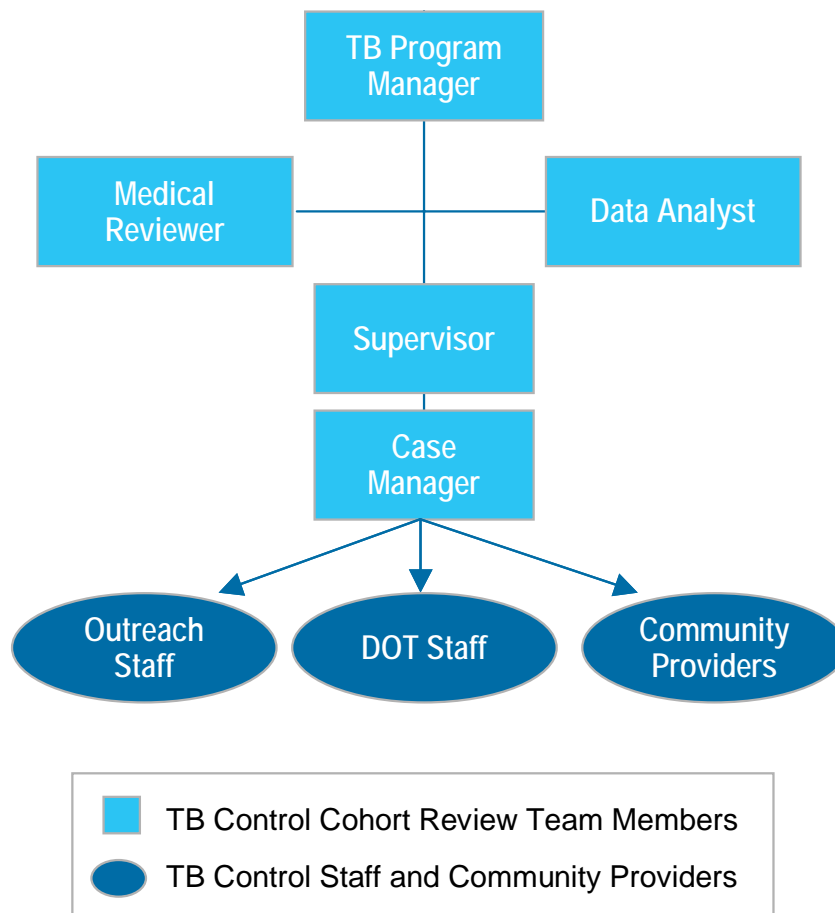 TB Program
Manager
Medical
Reviewer
Data Analyst
Supervisor
Case
Manager
Outreach
Staff
DOT Staff
Community
Providers
TB Control Cohort Review Team Members
TB Control Staff and Community Providers